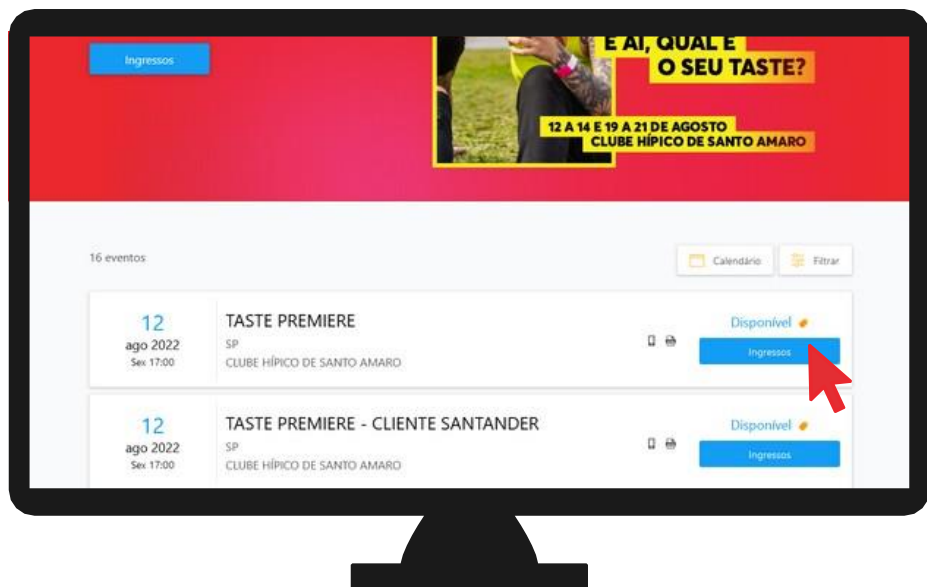 Ingressos
E AÍ, QUAL É
O SEU TASTE?
12 A 14 E 19 A 21 DE AGOSTO
CLUBE HÍPICO DE SANTO AMARO
16 eventos
Calendário
Filtrar
12
ago 2022
Sex 17:00
TASTE PREMIERE
SP
CLUBE HÍPICO DE SANTO AMARO
Disponível
Ingressos
12
ago 2022
Sex 17:00
TASTE PREMIERE - CLIENTE SANTANDER
SP
CLUBE HÍPICO DE SANTO AMARO
Disponível
Ingressos